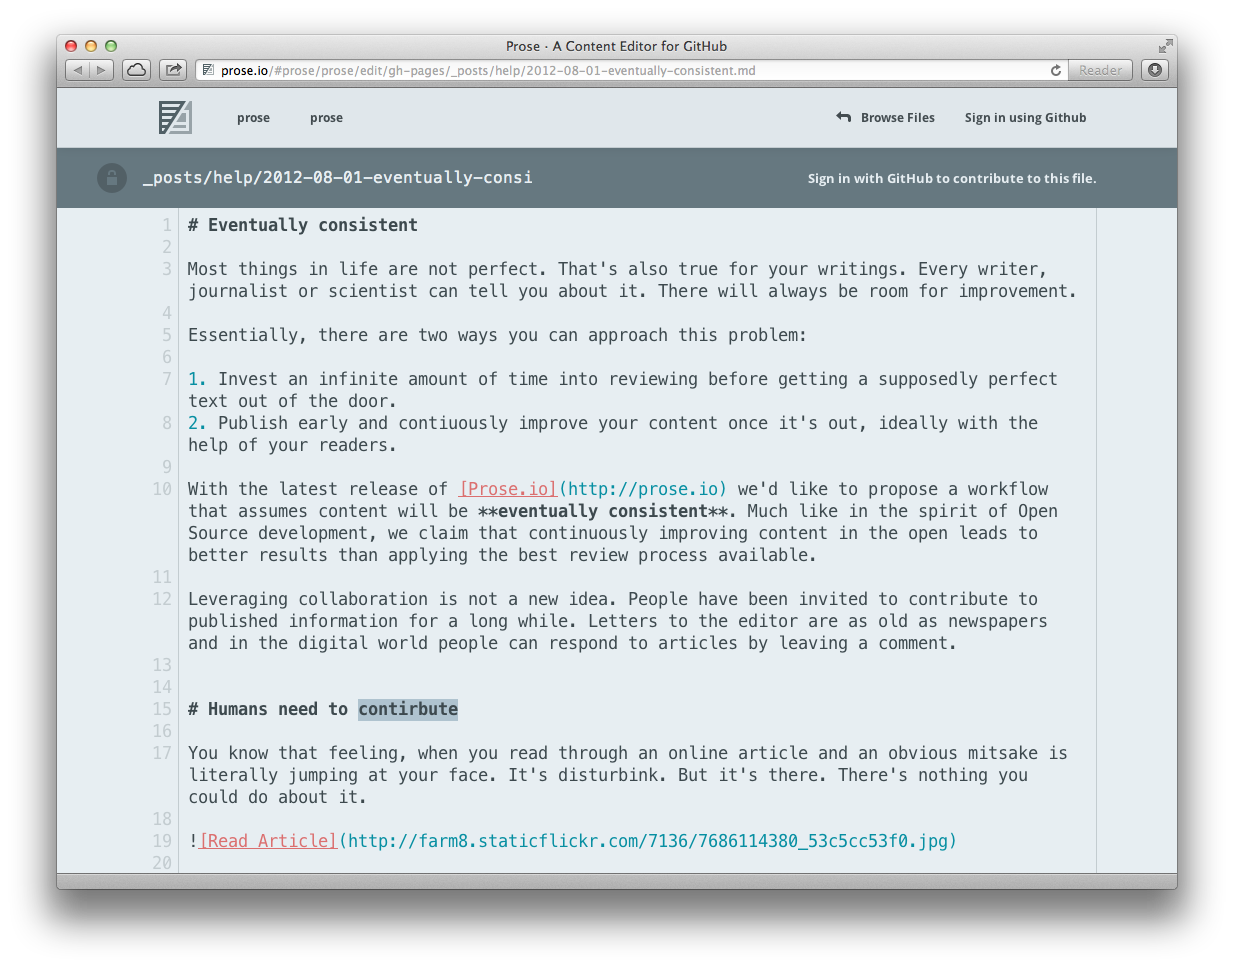 Prose · A Content Editor for GitHub
prose.io/#prose/prose/edit/gh-pages/_posts/help/2012-08-01-eventually-consistent.md
Reader
prose prose Browse Files Sign in using Github
_posts/help/2012-08-01-eventually-consi Sign in with GitHub to contribute to this file.
1 # Eventually consistent
2
3 Most things in life are not perfect. That's also true for your writings. Every writer,
journalist or scientist can tell you about it. There will always be room for improvement.
4
5 Essentially, there are two ways you can approach this problem:
6
7 1. Invest an infinite amount of time into reviewing before getting a supposedly perfect
text out of the door.
8 2. Publish early and contiuously improve your content once it's out, ideally with the
help of your readers.
9
10 With the latest release of [Prose.io](http://prose.io) we'd like to propose a workflow
that assumes content will be **eventually consistent**. Much like in the spirit of Open
Source development, we claim that continuously improving content in the open leads to
better results than applying the best review process available.
11
12 Leveraging collaboration is not a new idea. People have been invited to contribute to
published information for a long while. Letters to the editor are as old as newspapers
and in the digital world people can respond to articles by leaving a comment.
13
14
15 # Humans need to contirbute
16
17 You know that feeling, when you read through an online article and an obvious mitsake is
literally jumping at your face. It's disturbink. But it's there. There's nothing you
could do about it.
18
19 ![Read Article](http://farm8.staticflickr.com/7136/7686114380_53c5cc53f0.jpg)
20